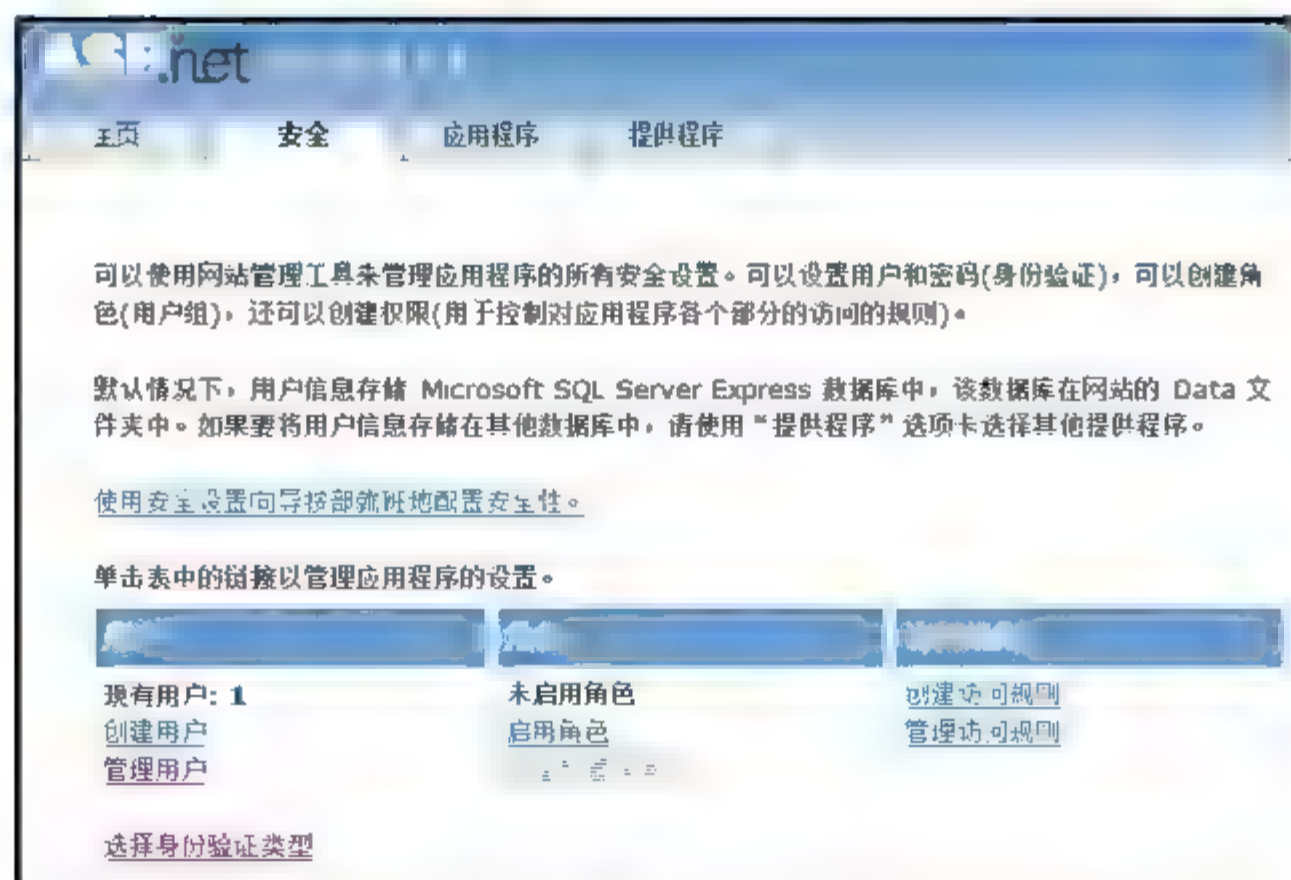 .net
主页 安全 应用程序 提供程序
可以使用网站管理工具来管理应用程序的所有安全设置。可以设置用户和密码(身份验证)，可以创建角
色(用户组)，还可以创建权限(用于控制对应用程序各个部分的访问的规则)。
默认情况下，用户信息存储 Microsoft SQL Server Express 数据库中，该数据库在网站的 Data 文
件夹中。如果要将用户信息存储在其他数据库中，请使用“提供程序”选项卡选择其他提供程序。
使用安全设置向导按部就班地配置安全性。
单击表中的链接以管理应用程序的设置。
现有用户: 1 未启用角色 创建访问规则
创建用户 启用角色 管理访问规则
管理用户
选择身份验证类型